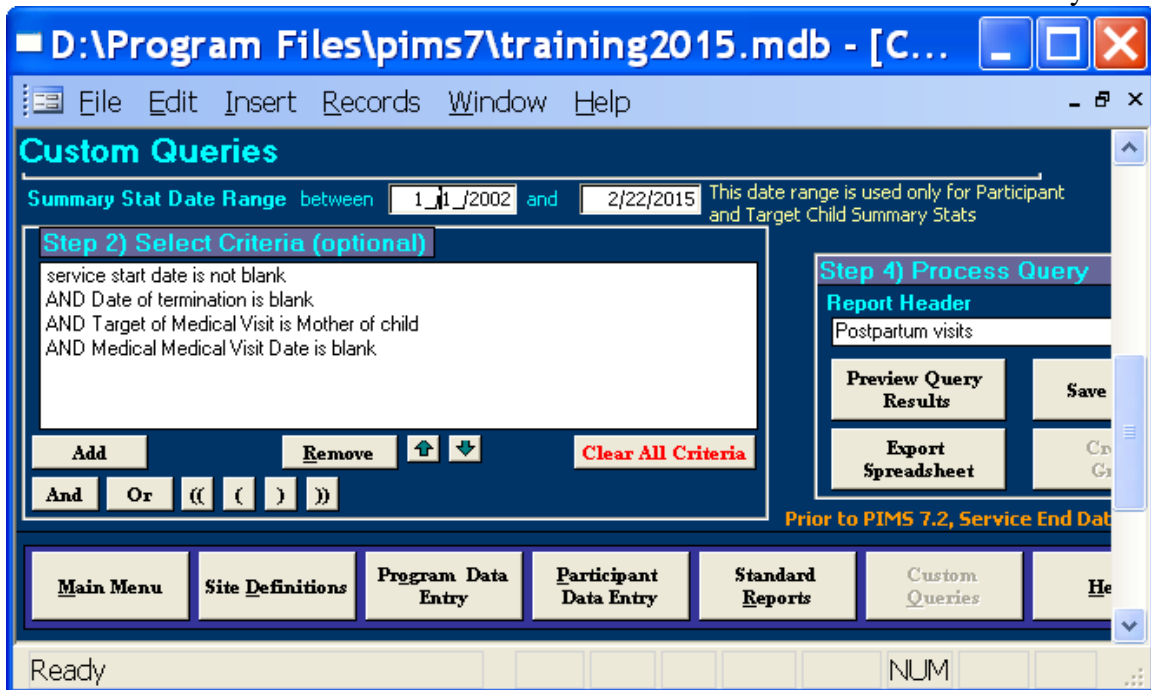 D:\Program Files\pims7\training2015.mdb - [C...
File Edit Insert Records Window Help
Custom Queries
Summary Stat Date Range between 1_/1_/2002 and 2/22/2015 This date range is used only for Participant
and Target Child Summary Stats
Step 2) Select Criteria (optional)
service start date is not blank
AND Date of termination is blank
AND Target of Medical Visit is Mother of child
AND Medical Medical Visit Date is blank
Step 4) Process Query
Report Header
Postpartum visits
Preview Query
Results
Save
Export
Spreadsheet
Add Remove Clear All Criteria
And Or (( ( ) ))
Prior to PIMS 7.2, Service End Dat
Main Menu
Site Definitions
Program Data
Entry
Participant
Data Entry
Standard
Reports
Custom
Queries
He
Ready NUM